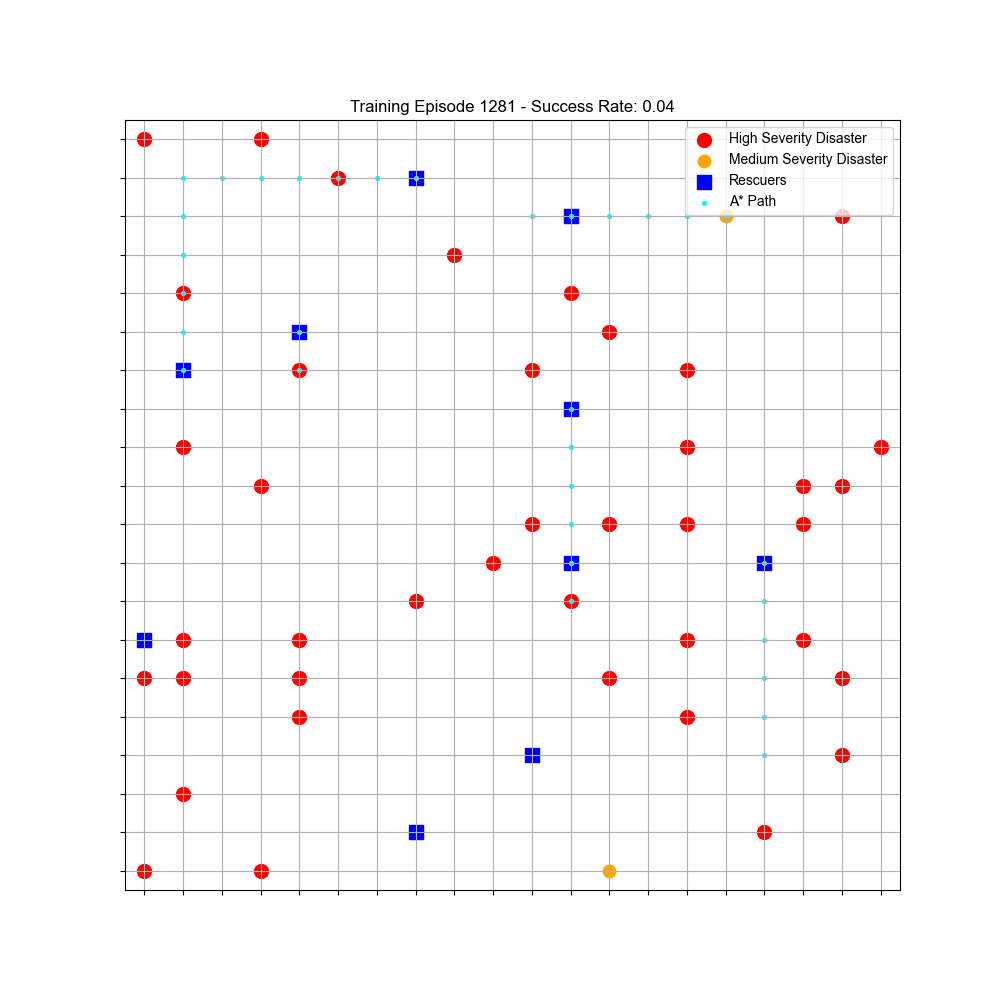 Training Episode 1281 - Success Rate: 0.04
High Severity Disaster
Medium Severity Disaster
Rescuers
A* Path